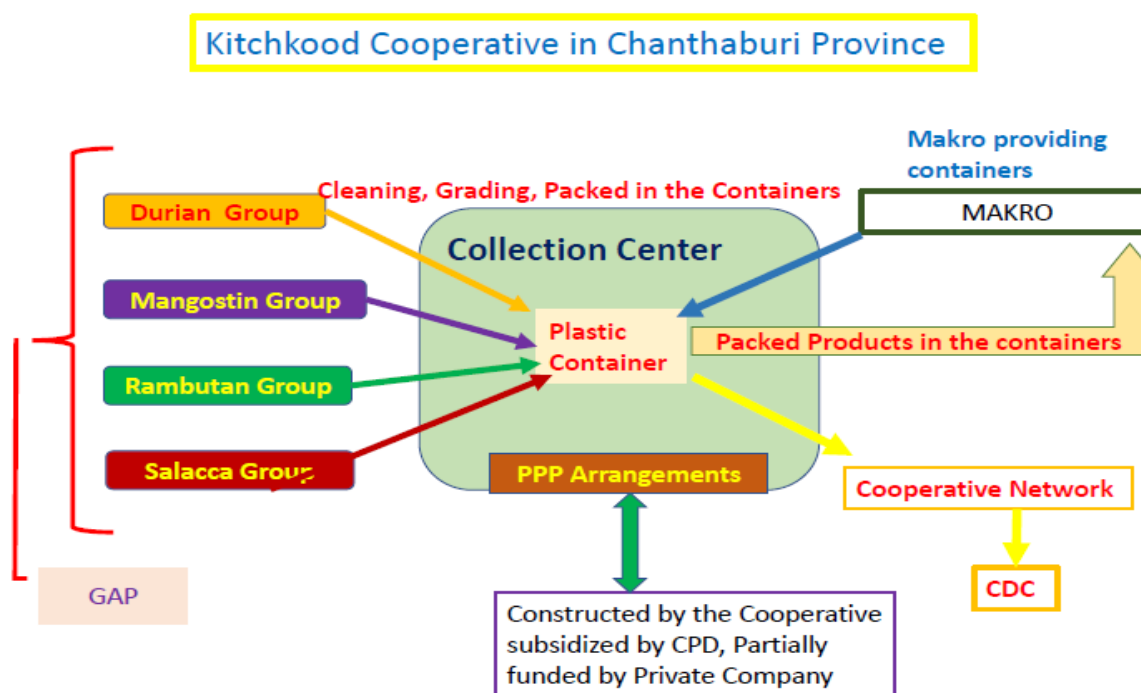 Kitchkood Cooperative in Chanthaburi Province
Makro providing
containers
Cleaning, Grading, Packed in the Containers
Durian Group
MAKRO
Collection Center
Mangostin Group
Plastic
Container
Packed Products in the containers
Rambutan Group
Salacca Group
PPP Arrangements
Cooperative Network
GAP
CDC
Constructed by the Cooperative
subsidized by CPD, Partially
funded by Private Company